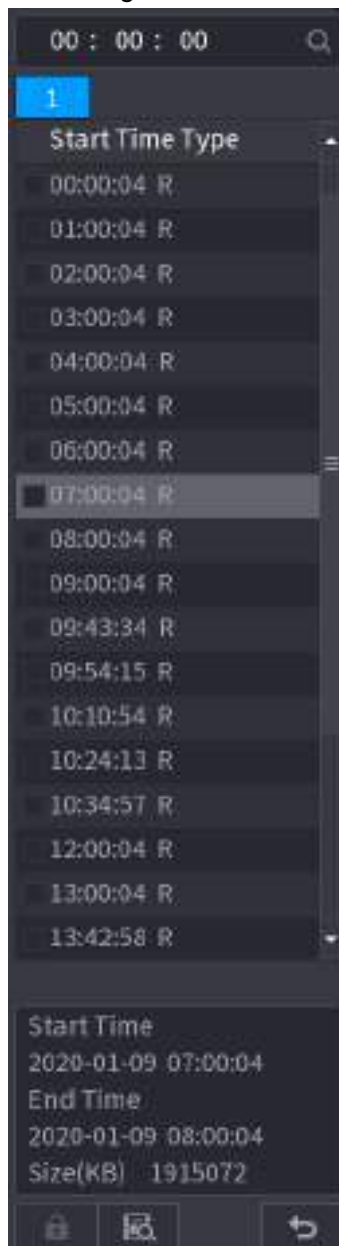 00 : 00 : 00
1
Start Time Type
00:00:04 R
01:00:04 R
02:00:04 R
03:00:04 R
04:00:04 R
05:00:04 R
06:00:04 R
07:00:04 R
08:00:04 R
09:00:04 R
09:43:34 R
09:54:15 R
10:10:54 R
10:24:13 R
10:34:57 R
12:00:04 R
13:00:04 R
13:42:58 R
Start Time
2020-01-09 07:00:04
End Time
2020-01-09 08:00:04
Size(KB) 1915072